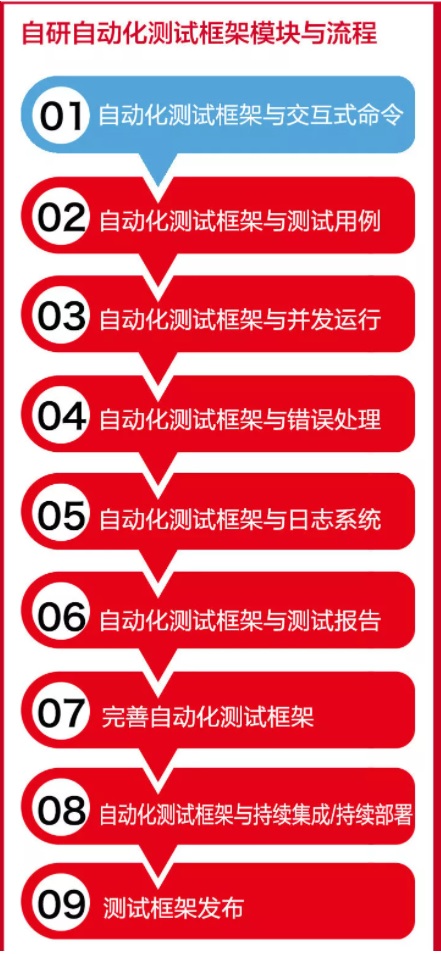 自研自动化测试框架模块与流程
01 自动化测试框架与交互式命令
02 自动化测试框架与测试用例
03 自动化测试框架与并发运行
04 自动化测试框架与错误处理
05 自动化测试框架与日志系统
06 自动化测试框架与测试报告
07 完善自动化测试框架
08 自动化测试框架与持续集成/持续部署
09 测试框架发布